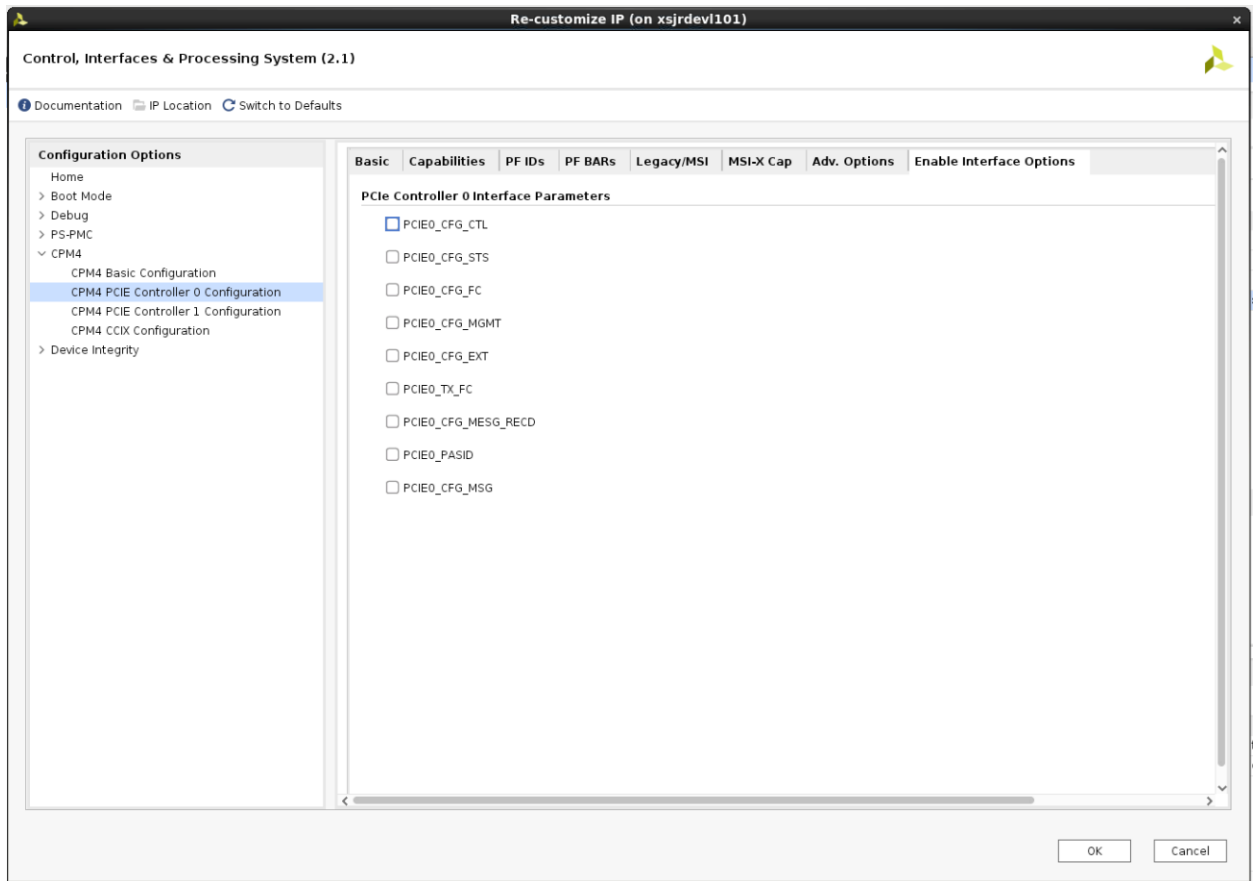 Re-customize IP (on xsjrdevl101)
Control, Interfaces & Processing System (2.1)
Documentation IP Location Switch to Defaults
Configuration Options
Home
Boot Mode
Debug
PS-PMC
CPM4
CPM4 Basic Configuration
CPM4 PCIE Controller 0 Configuration
CPM4 PCIE Controller 1 Configuration
CPM4 CCIX Configuration
Device Integrity
Basic Capabilities PF IDs PF BARs Legacy/MSI MSI-X Cap Adv. Options Enable Interface Options
PCIe Controller 0 Interface Parameters
PCIE0_CFG_CTL
PCIE0_CFG_STS
PCIE0_CFG_FC
PCIE0_CFG_MGMT
PCIE0_CFG_EXT
PCIE0_TX_FC
PCIE0_CFG_MESG_RECD
PCIE0_PASID
PCIE0_CFG_MSG
OK Cancel